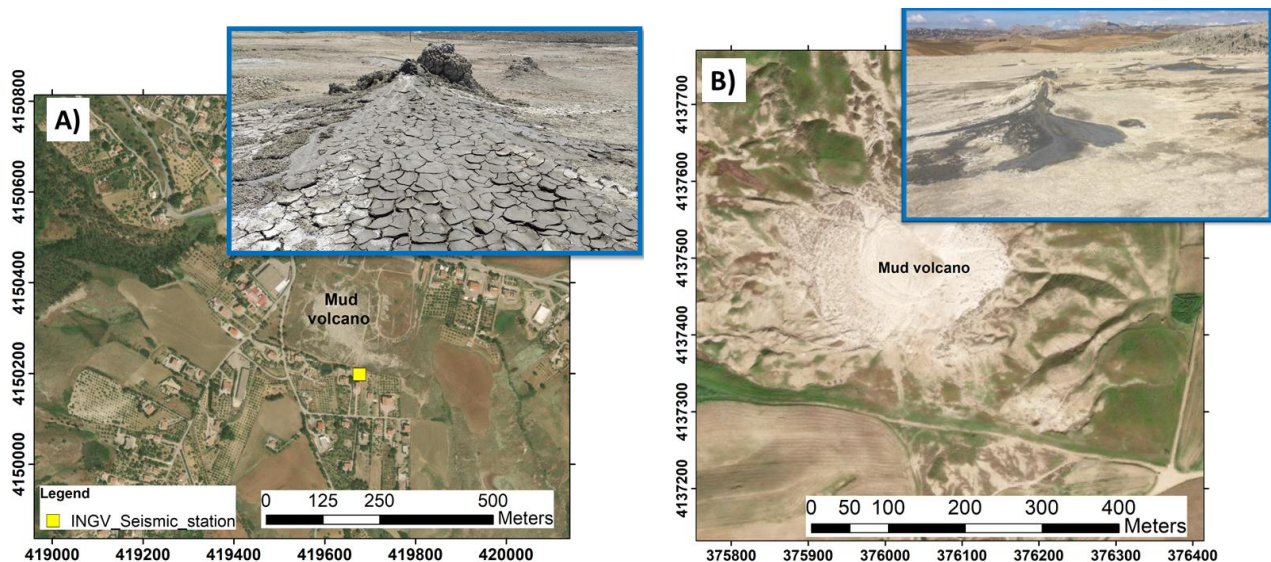 A)
4150800
4150600
4150400
4150200
4150000
Mud
volcano
Legend
INGV_Seismic_station
0 125 250 500
Meters
419000 419200 419400 419600 419800 420000
B)
4137700
4137600
4137500
4137400
4137300
4137200
Mud volcano
0 50 100 200 300 400
Meters
375800 375900 376000 376100 376200 376300 376400